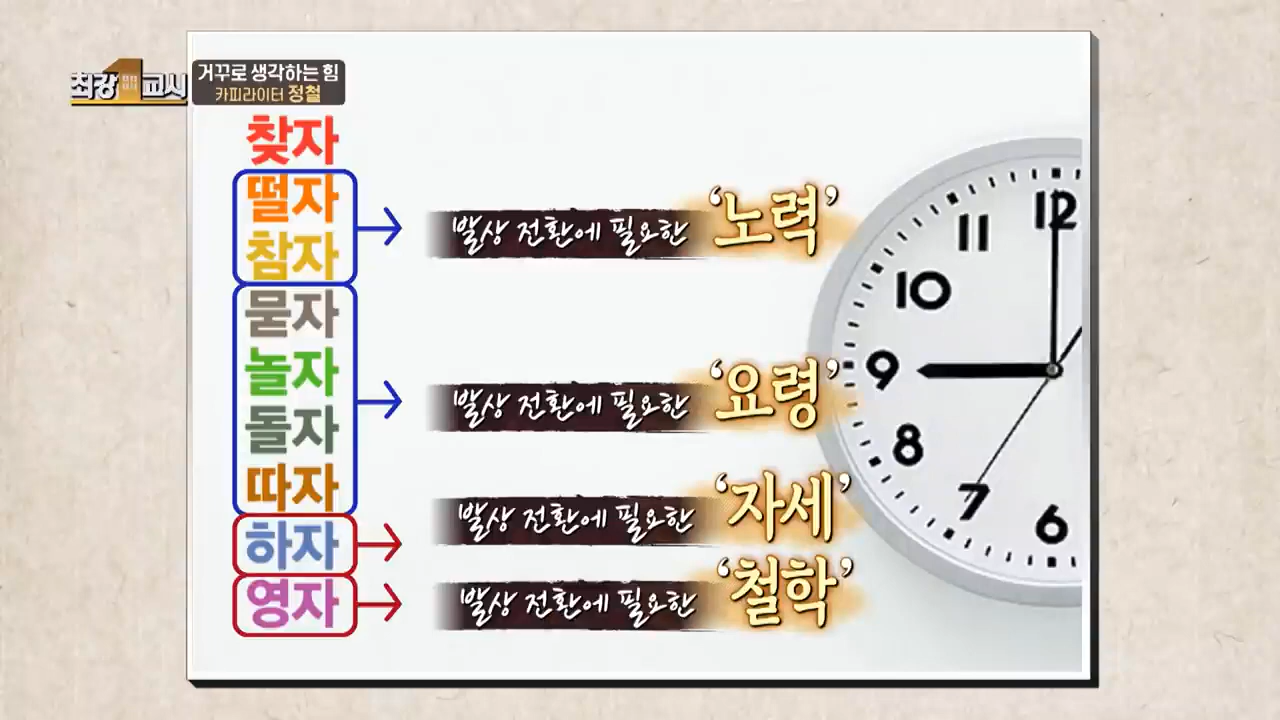 최강1교시
거꾸로 생각하는 힘
카피라이터 정철
찾자
떨자
참자
묻자
놀자
돌자
따자
하자
영자
발상 전환에 필요한 ‘노력’
발상 전환에 필요한 ‘요령’
발상 전환에 필요한 ‘자세’
발상 전환에 필요한 ‘철학’
12
11
10
9
8
7
6